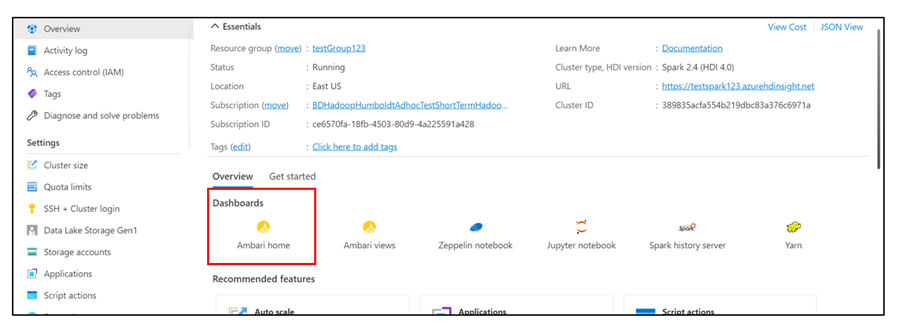 Overview
Activity log
Access control (IAM)
Tags
Diagnose and solve problems
Settings
Cluster size
Quota limits
SSH + Cluster login
Data Lake Storage Gen1
Storage accounts
Applications
Script actions
Essentials
View Cost JSON View
Resource group (move) : testGroup123
Status : Running
Location : East US
Subscription (move) : BDHadoopHumboldtAdhocTestShortTermHadoo...
Subscription ID : ce6570fa-18fb-4503-80d9-4a225591a428
Tags (edit) : Click here to add tags
Learn More : Documentation
Cluster type, HDI version : Spark 2.4 (HDI 4.0)
URL : https://testspark123.azurehdinsight.net
Cluster ID : 389835acfa554b219dbc83a376c6971a
Overview Get started
Dashboards
Ambari home Ambari views Zeppelin notebook Jupyter notebook Spark history server Yarn
Recommended features
Auto scale Applications Script actions